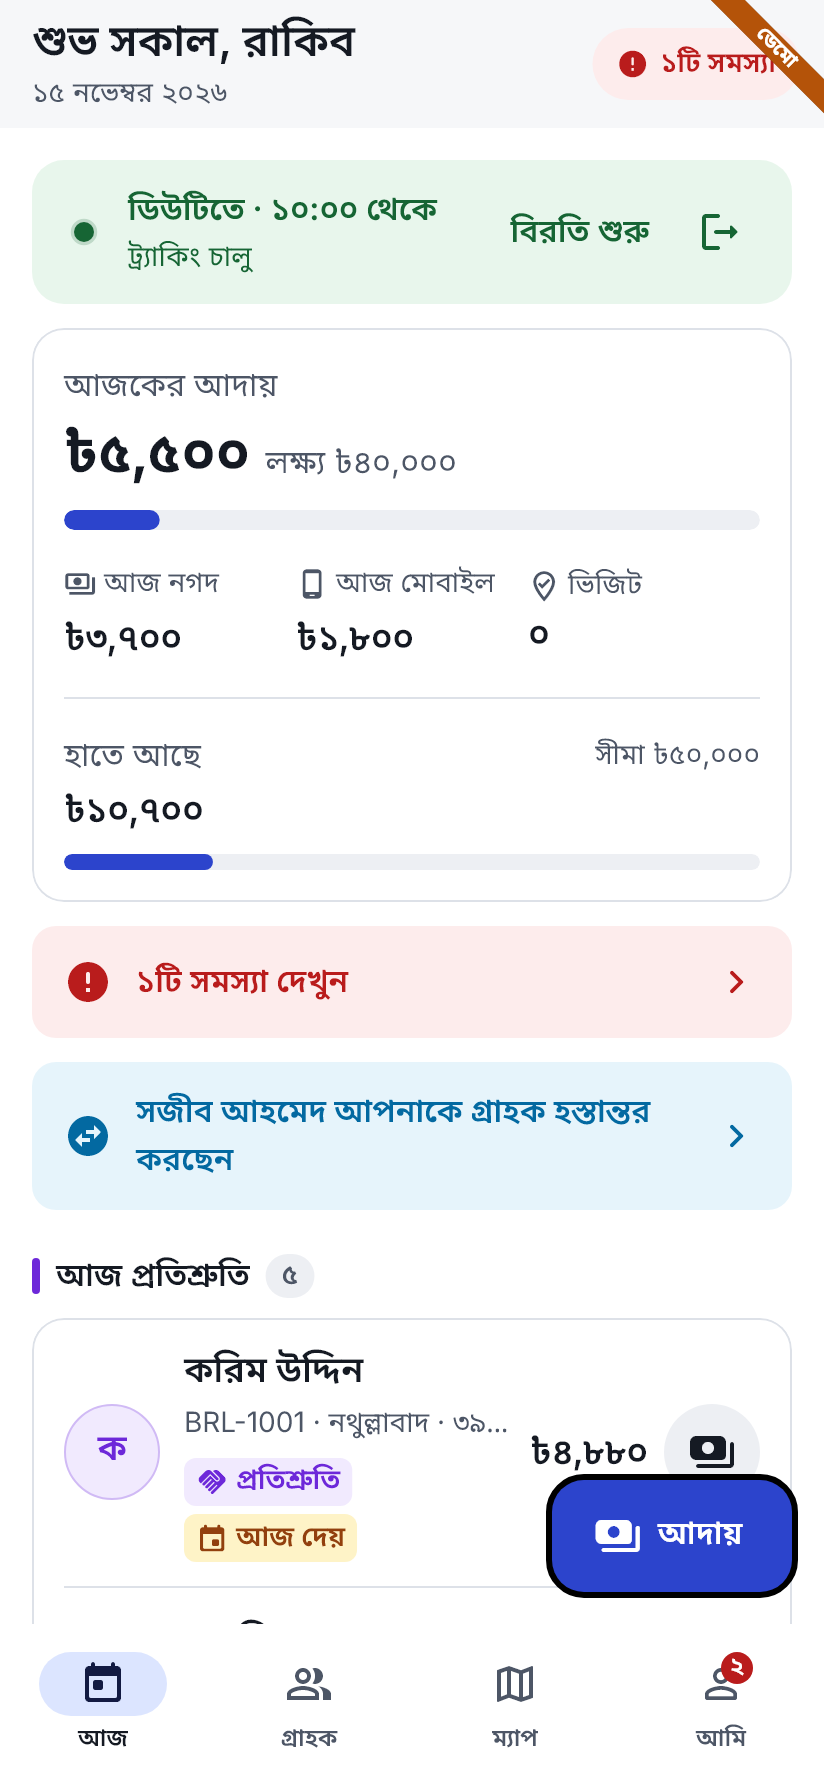 শুভ সকাল, রাকিব
১৫ নভেম্বর ২০২৬
১টি সমস্যা
ডেমো
ডিউটিতে · ১০:০০ থেকে
ট্র্যাকিং চালু
বিরতি শুরু
আজকের আদায়
৳৫,৫০০ লক্ষ্য ৳৪০,০০০
আজ নগদ
৳৩,৭০০
আজ মোবাইল
৳১,৮০০
ভিজিট
০
হাতে আছে
সীমা ৳৫০,০০০
৳১০,৭০০
১টি সমস্যা দেখুন
সজীব আহমেদ আপনাকে গ্রাহক হস্তান্তর
করছেন
আজ প্রতিশ্রুতি ৫
ক
করিম উদ্দিন
BRL-1001 · নথুল্লাবাদ · ৩৯...
৳৪,৮৮০
প্রতিশ্রুতি
আজ দেয়
আদায়
আজ
গ্রাহক
ম্যাপ
২
আমি